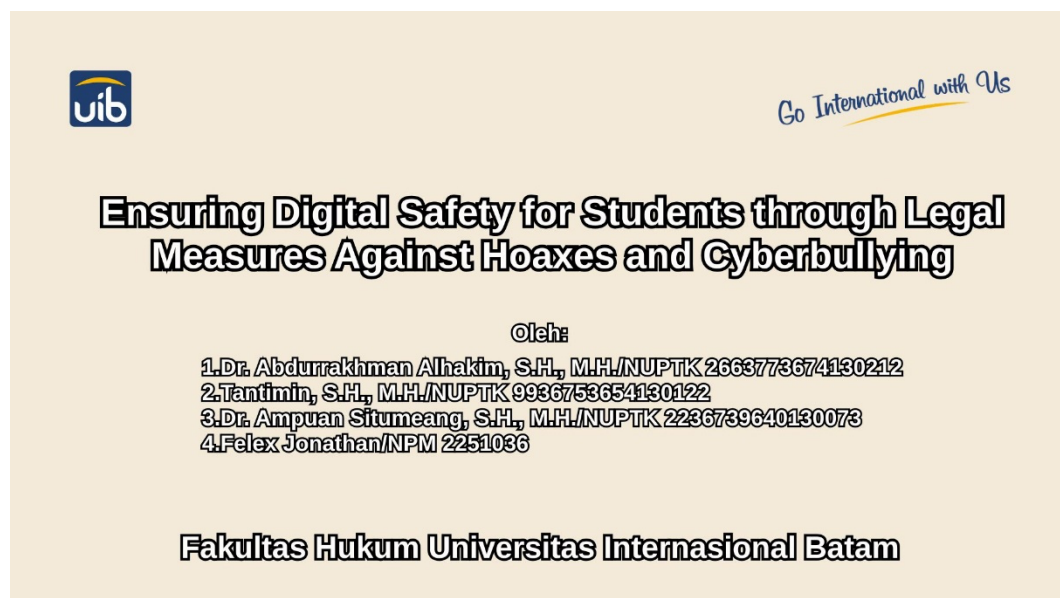 uib
Go International with Us
Ensuring Digital Safety for Students through Legal
Measures Against Hoaxes and Cyberbullying
Oleh:
1.Dr. Abdurrakhman Alhakim, S.H., M.H./NUPTK 2663773674130212
2.Tantimin, S.H., M.H./NUPTK 9936753654130122
3.Dr. Ampuan Situmeang, S.H., M.H./NUPTK 2236739640130073
4.Felex Jonathan/NPM 2251036
Fakultas Hukum Universitas Internasional Batam